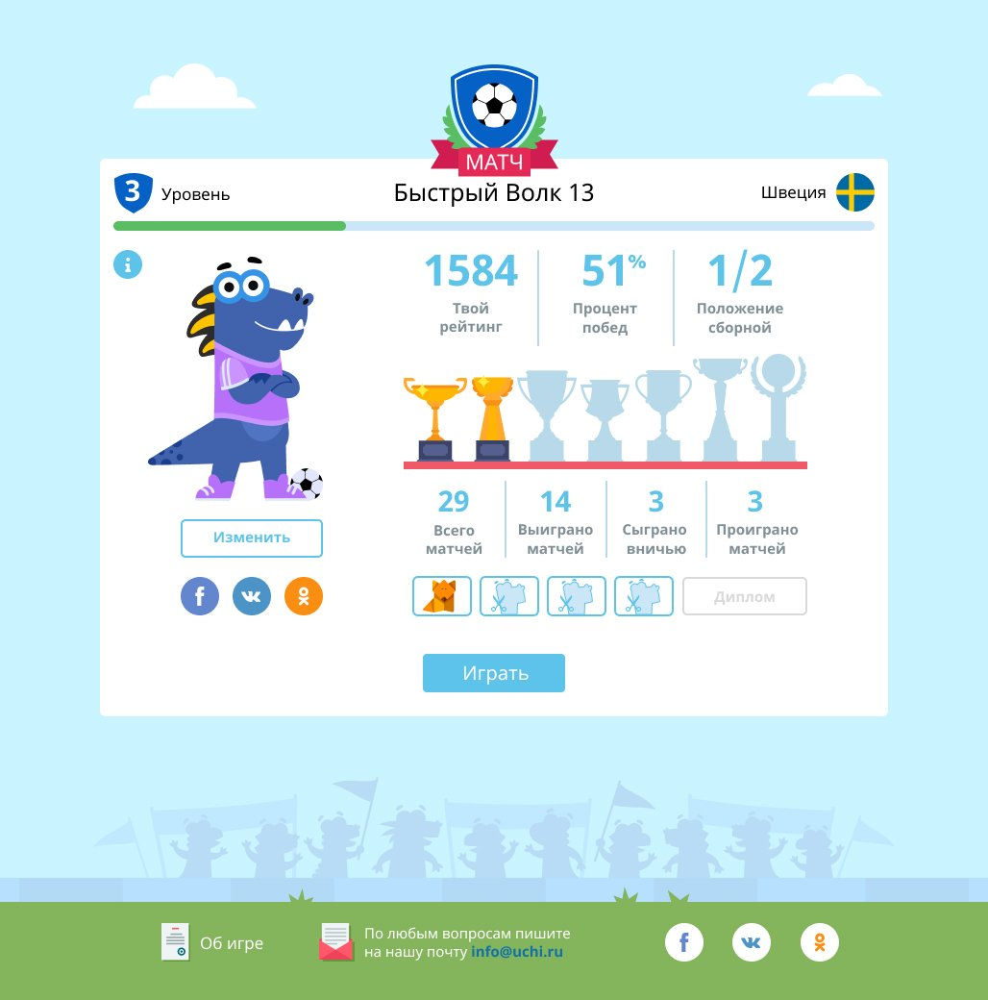 МАТЧ
3 Уровень
Быстрый Волк 13
Швеция
1584
Твой
рейтинг
51%
Процент
побед
1/2
Положение
сборной
29
Всего
матчей
14
Выиграно
матчей
3
Сыграно
вничью
3
Проиграно
матчей
Изменить
Диплом
Играть
Об игре
По любым вопросам пишите
на нашу почту info@uchi.ru